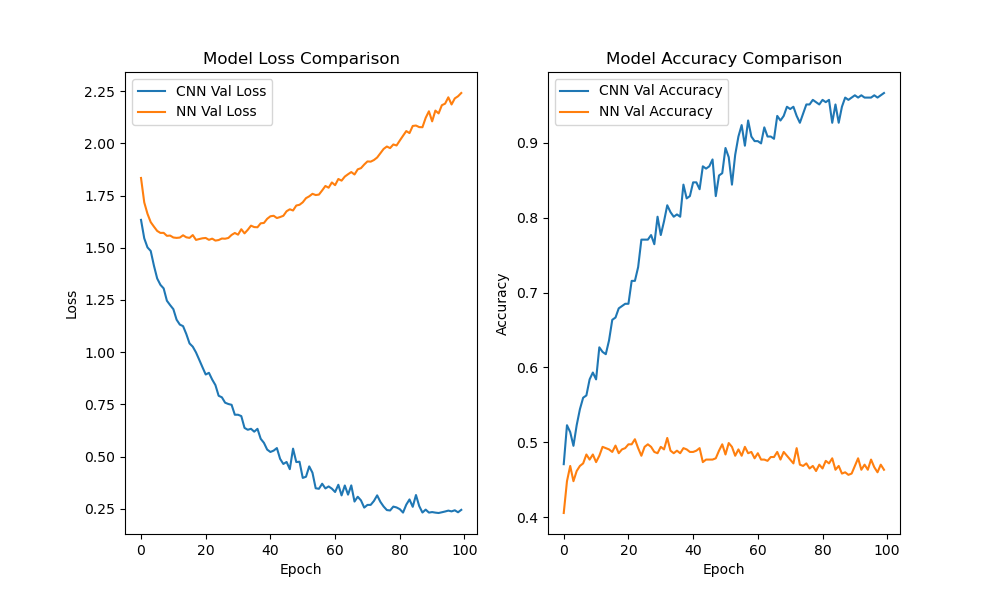 Model Loss Comparison
CNN Val Loss
NN Val Loss
2.25
2.00
1.75
1.50
1.25
1.00
0.75
0.50
0.25
Loss
0 20 40 60 80 100
Epoch
Model Accuracy Comparison
CNN Val Accuracy
NN Val Accuracy
0.9
0.8
0.7
0.6
0.5
0.4
Accuracy
0 20 40 60 80 100
Epoch